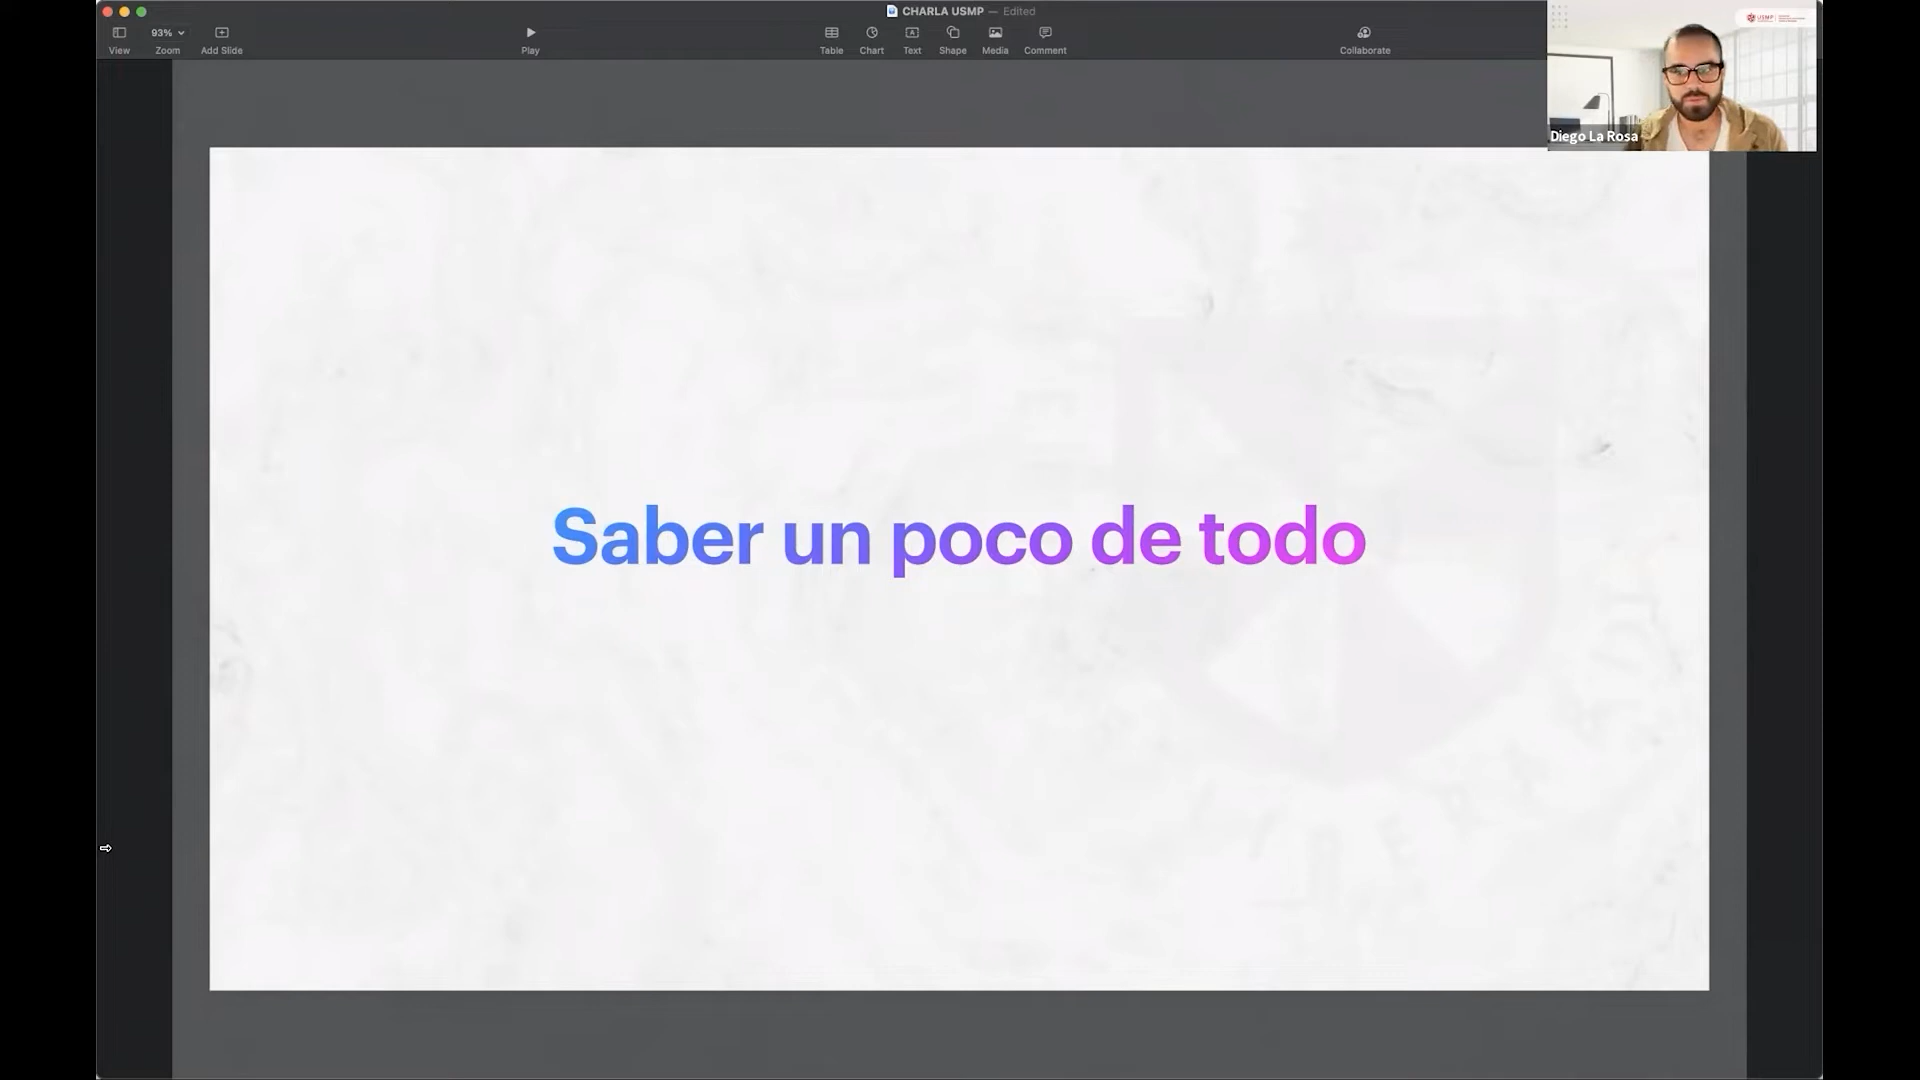 CHARLA USMP — Edited
93%
View
Zoom
Add Slide
Play
Table
Chart
Text
Shape
Media
Comment
Collaborate
USMP
Diego La Rosa
Saber un poco de todo